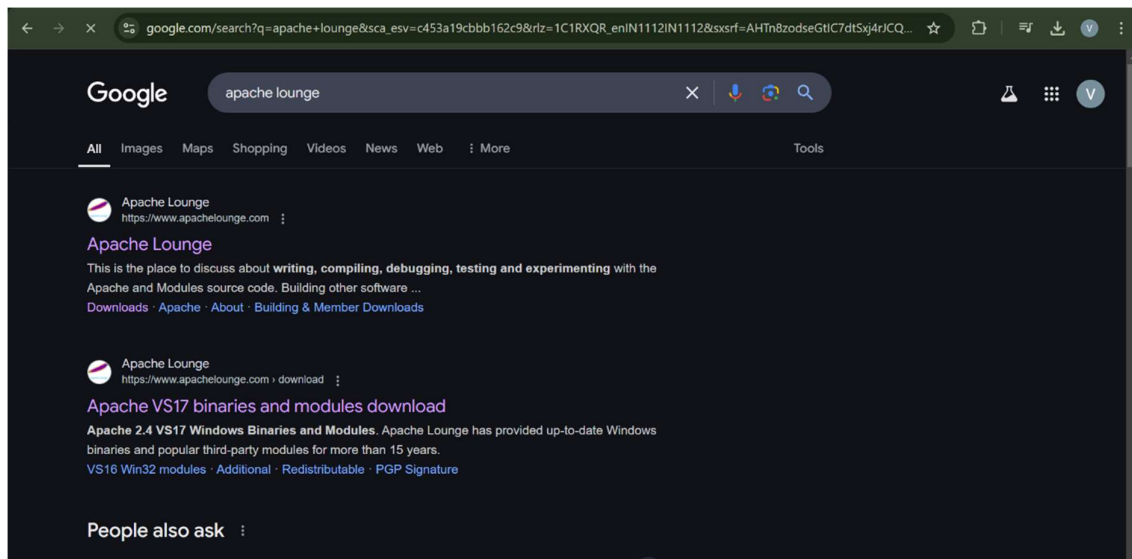 google.com/search?q=apache+lounge&sca_esv=c453a19cbbb162c9&rlz=1C1RXQR_enIN1112IN1112&sxsrf=AHTn8zodseGtIC7dtSxj4rJCQ...
V
Google
apache lounge
V
All Images Maps Shopping Videos News Web More Tools
Apache Lounge
https://www.apachelounge.com
Apache Lounge
This is the place to discuss about writing, compiling, debugging, testing and experimenting with the
Apache and Modules source code. Building other software ...
Downloads · Apache · About · Building & Member Downloads
Apache Lounge
https://www.apachelounge.com › download
Apache VS17 binaries and modules download
Apache 2.4 VS17 Windows Binaries and Modules. Apache Lounge has provided up-to-date Windows
binaries and popular third-party modules for more than 15 years.
VS16 Win32 modules · Additional · Redistributable · PGP Signature
People also ask